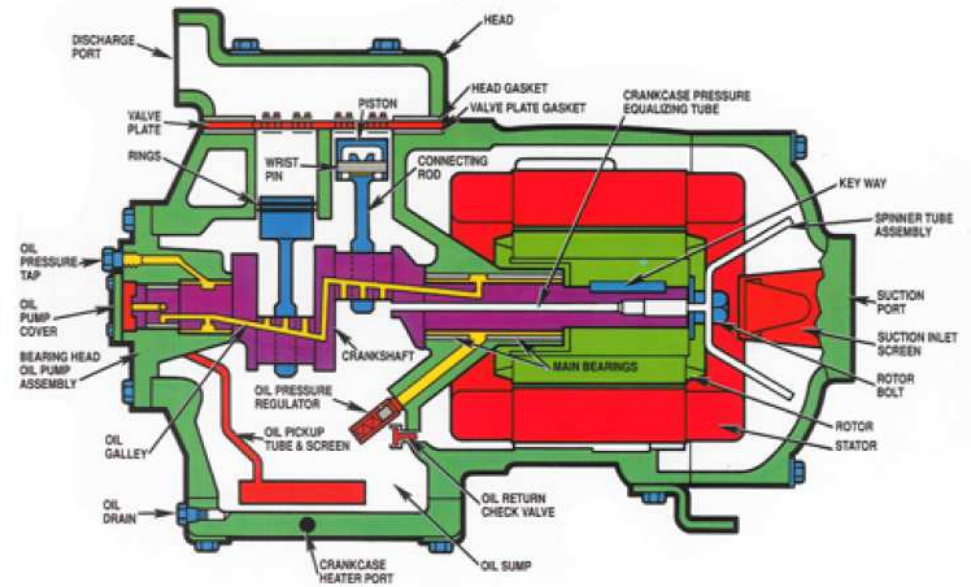 DISCHARGE
PORT
HEAD
HEAD GASKET
VALVE PLATE GASKET
CRANKCASE PRESSURE
EQUALIZING TUBE
VALVE
PLATE
PISTON
RINGS
WRIST
PIN
CONNECTING
ROD
KEY WAY
SPINNER TUBE
ASSEMBLY
OIL
PRESSURE
TAP
OIL
PUMP
COVER
BEARING HEAD
OIL PUMP
ASSEMBLY
SUCTION
PORT
SUCTION INLET
SCREEN
CRANKSHAFT
MAIN BEARINGS
ROTOR
BOLT
OIL PRESSURE
REGULATOR
ROTOR
STATOR
OIL
GALLEY
OIL PICKUP
TUBE & SCREEN
OIL
DRAIN
OIL RETURN
CHECK VALVE
CRANKCASE
HEATER PORT
OIL SUMP